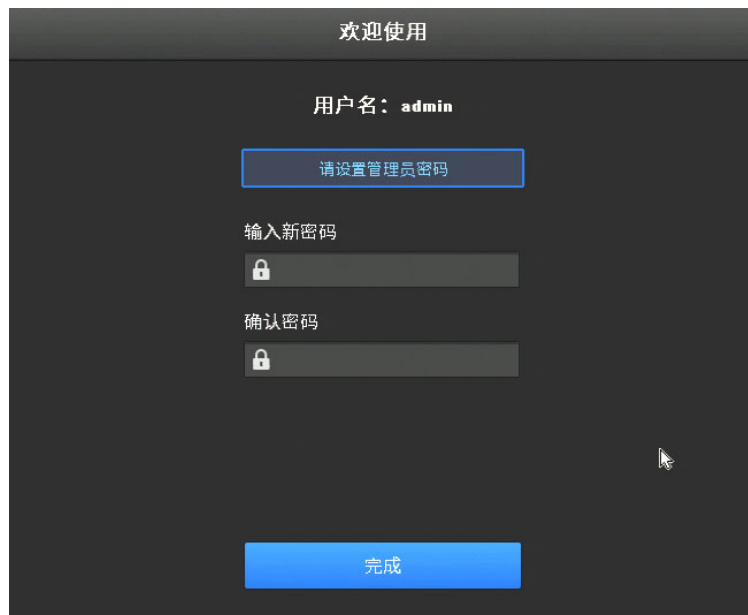 欢迎使用
用户名：admin
请设置管理员密码
输入新密码
确认密码
完成